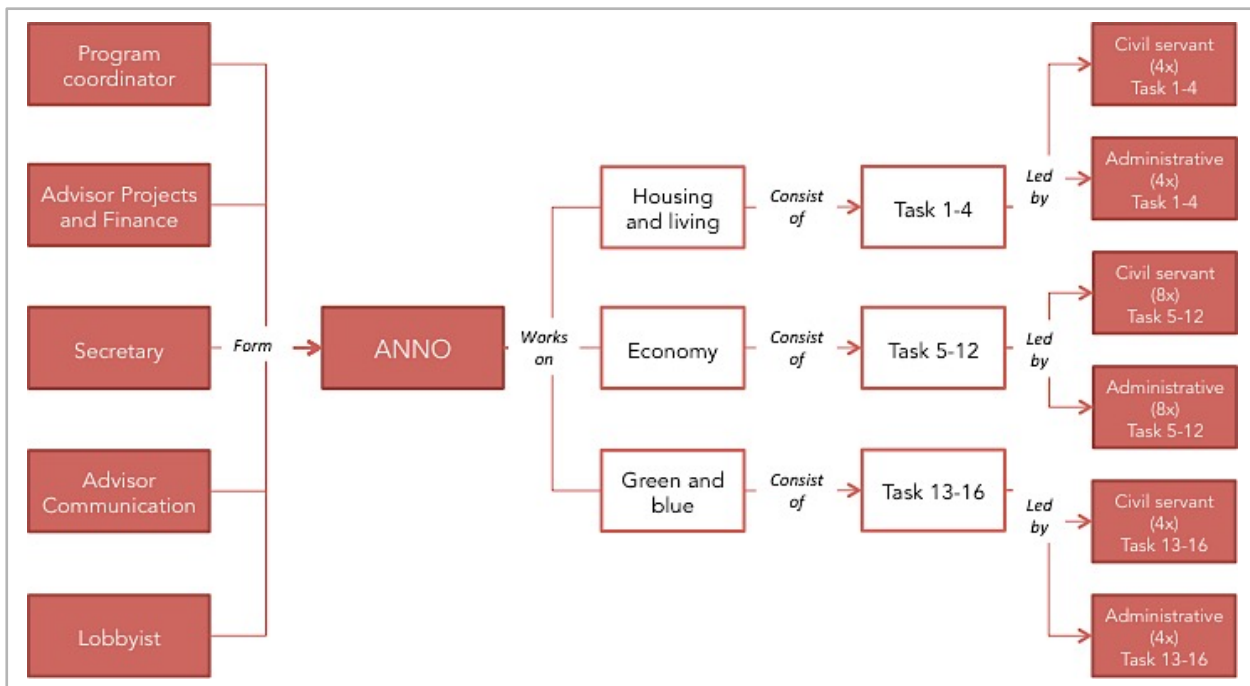 Program
coordinator
Advisor Projects
and Finance
Secretary
Advisor
Communication
Lobbyist
Form
ANNO
Works
on
Housing
and living
Economy
Green and
blue
Consist
of
Consist
of
Consist
of
Task 1-4
Task 5-12
Task 13-16
Led
by
Led
by
Led
by
Civil servant
(4x)
Task 1-4
Administrative
(4x)
Task 1-4
Civil servant
(8x)
Task 5-12
Administrative
(8x)
Task 5-12
Civil servant
(4x)
Task 13-16
Administrative
(4x)
Task 13-16